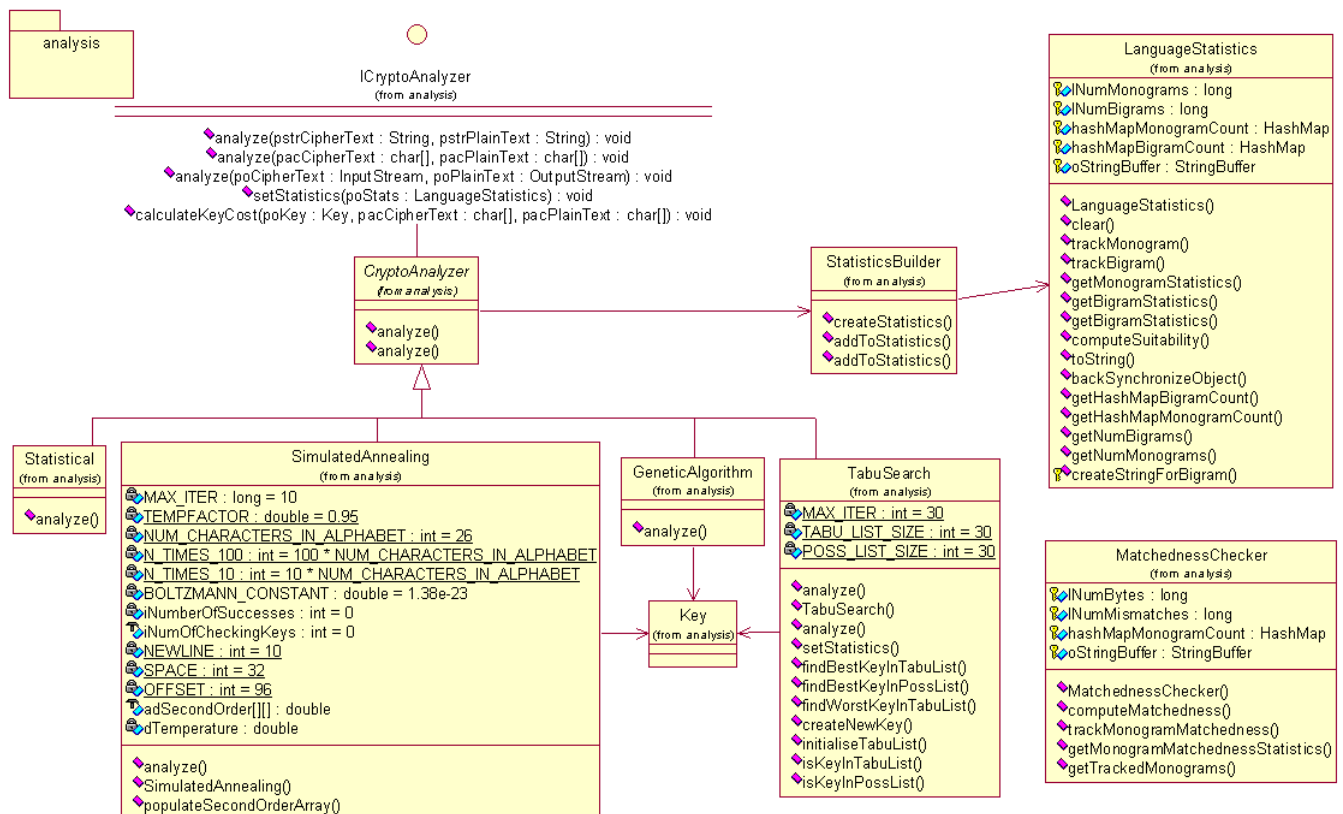 analysis
ICryptoAnalyzer
(from analysis)
analyze(pstrCipherText : String, pstrPlainText : String) : void
analyze(pacCipherText : char[], pacPlainText : char[]) : void
analyze(poCipherText : InputStream, poPlainText : OutputStream) : void
setStatistics(poStats : LanguageStatistics) : void
calculateKeyCost(poKey : Key, pacCipherText : char[], pacPlainText : char[]) : void
CryptoAnalyzer
(from analysis)
analyze()
analyze()
StatisticsBuilder
(from analysis)
createStatistics()
addToStatistics()
addToStatistics()
LanguageStatistics
(from analysis)
lNumMonograms : long
lNumBigrams : long
hashMapMonogramCount : HashMap
hashMapBigramCount : HashMap
oStringBuffer : StringBuffer
LanguageStatistics()
clear()
trackMonogram()
trackBigram()
getMonogramStatistics()
getBigramStatistics()
getBigramStatistics()
computeSuitability()
toString()
backSynchronizeObject()
getHashMapBigramCount()
getHashMapMonogramCount()
getNumBigrams()
getNumMonograms()
createStringForBigram()
Statistical
(from analysis)
analyze()
SimulatedAnnealing
(from analysis)
MAX_ITER : long = 10
TEMPFACTOR : double = 0.95
NUM_CHARACTERS_IN_ALPHABET : int = 26
N_TIMES_100 : int = 100 * NUM_CHARACTERS_IN_ALPHABET
N_TIMES_10 : int = 10 * NUM_CHARACTERS_IN_ALPHABET
BOLTZMANN_CONSTANT : double = 1.38e-23
iNumberOfSuccesses : int = 0
iNumOfCheckingKeys : int = 0
NEWLINE : int = 10
SPACE : int = 32
OFFSET : int = 96
adSecondOrder[][] : double
dTemperature : double
analyze()
SimulatedAnnealing()
populateSecondOrderArray()
GeneticAlgorithm
(from analysis)
analyze()
Key
(from analysis)
TabuSearch
(from analysis)
MAX_ITER : int = 30
TABU_LIST_SIZE : int = 30
POSS_LIST_SIZE : int = 30
analyze()
TabuSearch()
analyze()
setStatistics()
findBestKeyInTabuList()
findBestKeyInPossList()
findWorstKeyInTabuList()
createNewKey()
initialiseTabuList()
isKeyInTabuList()
isKeyInPossList()
MatchednessChecker
(from analysis)
lNumBytes : long
lNumMismatches : long
hashMapMonogramCount : HashMap
oStringBuffer : StringBuffer
MatchednessChecker()
computeMatchedness()
trackMonogramMatchedness()
getMonogramMatchednessStatistics()
getTrackedMonograms()